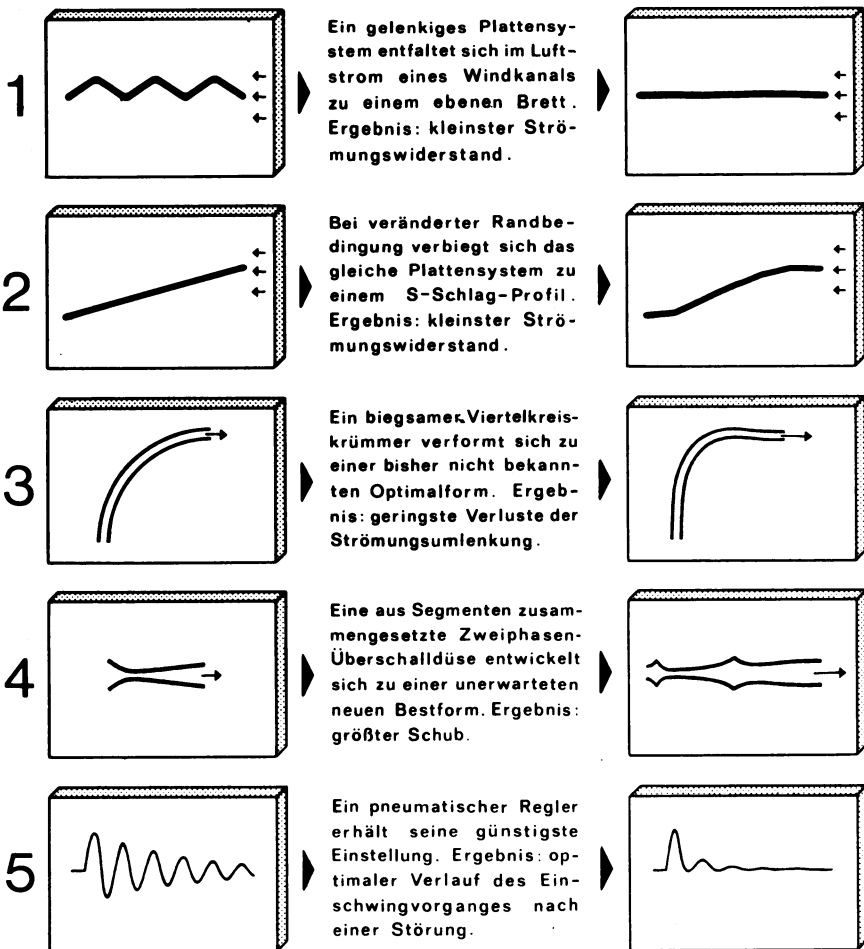 1
Ein gelenkiges Plattensy-
stem entfaltet sich im Luft-
strom eines Windkanals
zu einem ebenen Brett.
Ergebnis: kleinster Strö-
mungswiderstand.
2
Bei veränderter Randbe-
dingung verbiegt sich das
gleiche Plattensystem zu
einem S-Schlag-Profil.
Ergebnis: kleinster Strö-
mungswiderstand.
3
Ein biegsamer Viertelkreis-
krümmer verformt sich zu
einer bisher nicht bekann-
ten Optimalform. Ergeb-
nis: geringste Verluste der
Strömungsumlenkung.
4
Eine aus Segmenten zusam-
mengesetzte Zweiphasen-
Überschalldüse entwickelt
sich zu einer unerwarteten
neuen Bestform. Ergebnis:
größter Schub.
5
Ein pneumatischer Regler
erhält seine günstigste
Einstellung. Ergebnis: op-
timaler Verlauf des Ein-
schwingvorganges nach
einer Störung.